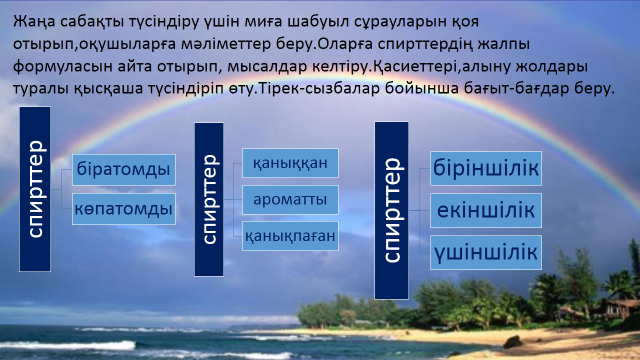 Жаңа сабақты түсіндіру үшін миға шабуыл сұрауларын қоя
отырып,оқушыларға мәліметтер беру.Оларға спирттердің жалпы
формуласын айта отырып, мысалдар келтіру.Қасиеттері,алыну жолдары
туралы қысқаша түсіндіріп өту.Тірек-сызбалар бойынша бағыт-бағдар беру.
спирттер
біратомды
көпатомды
спирттер
қаныққан
ароматты
қанықпаған
спирттер
біріншілік
екіншілік
үшіншілік